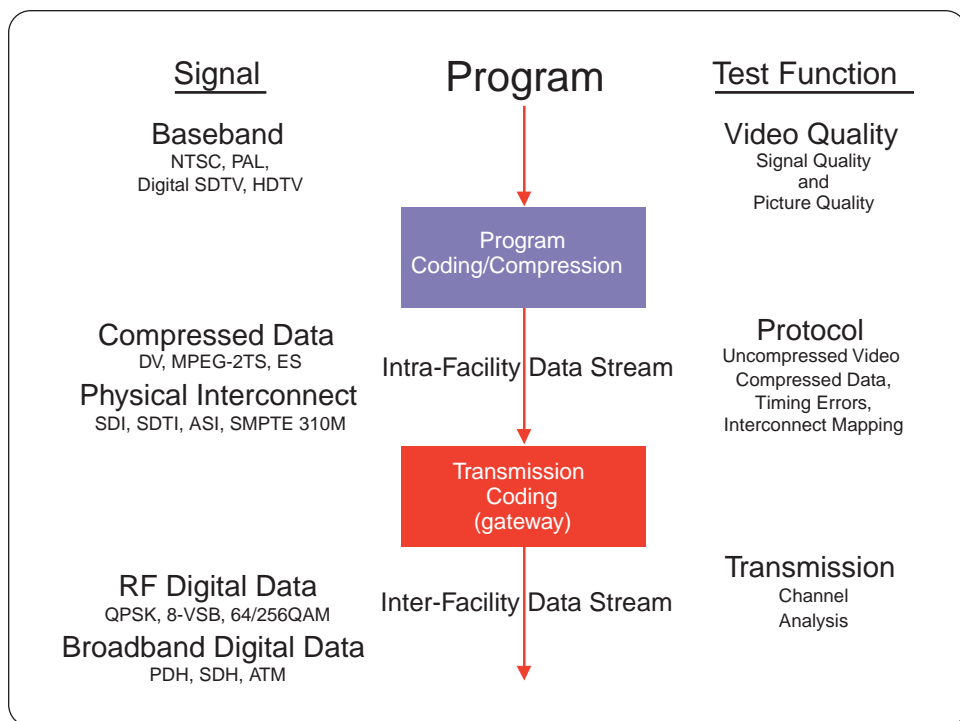 Signal
Program
Test Function
Baseband
NTSC, PAL,
Digital SDTV, HDTV
Video Quality
Signal Quality
and
Picture Quality
Program
Coding/Compression
Compressed Data
DV, MPEG-2TS, ES
Physical Interconnect
SDI, SDTI, ASI, SMPTE 310M
Intra-Facility Data Stream
Protocol
Uncompressed Video
Compressed Data,
Timing Errors,
Interconnect Mapping
Transmission
Coding
(gateway)
RF Digital Data
QPSK, 8-VSB, 64/256QAM
Broadband Digital Data
PDH, SDH, ATM
Inter-Facility Data Stream
Transmission
Channel
Analysis